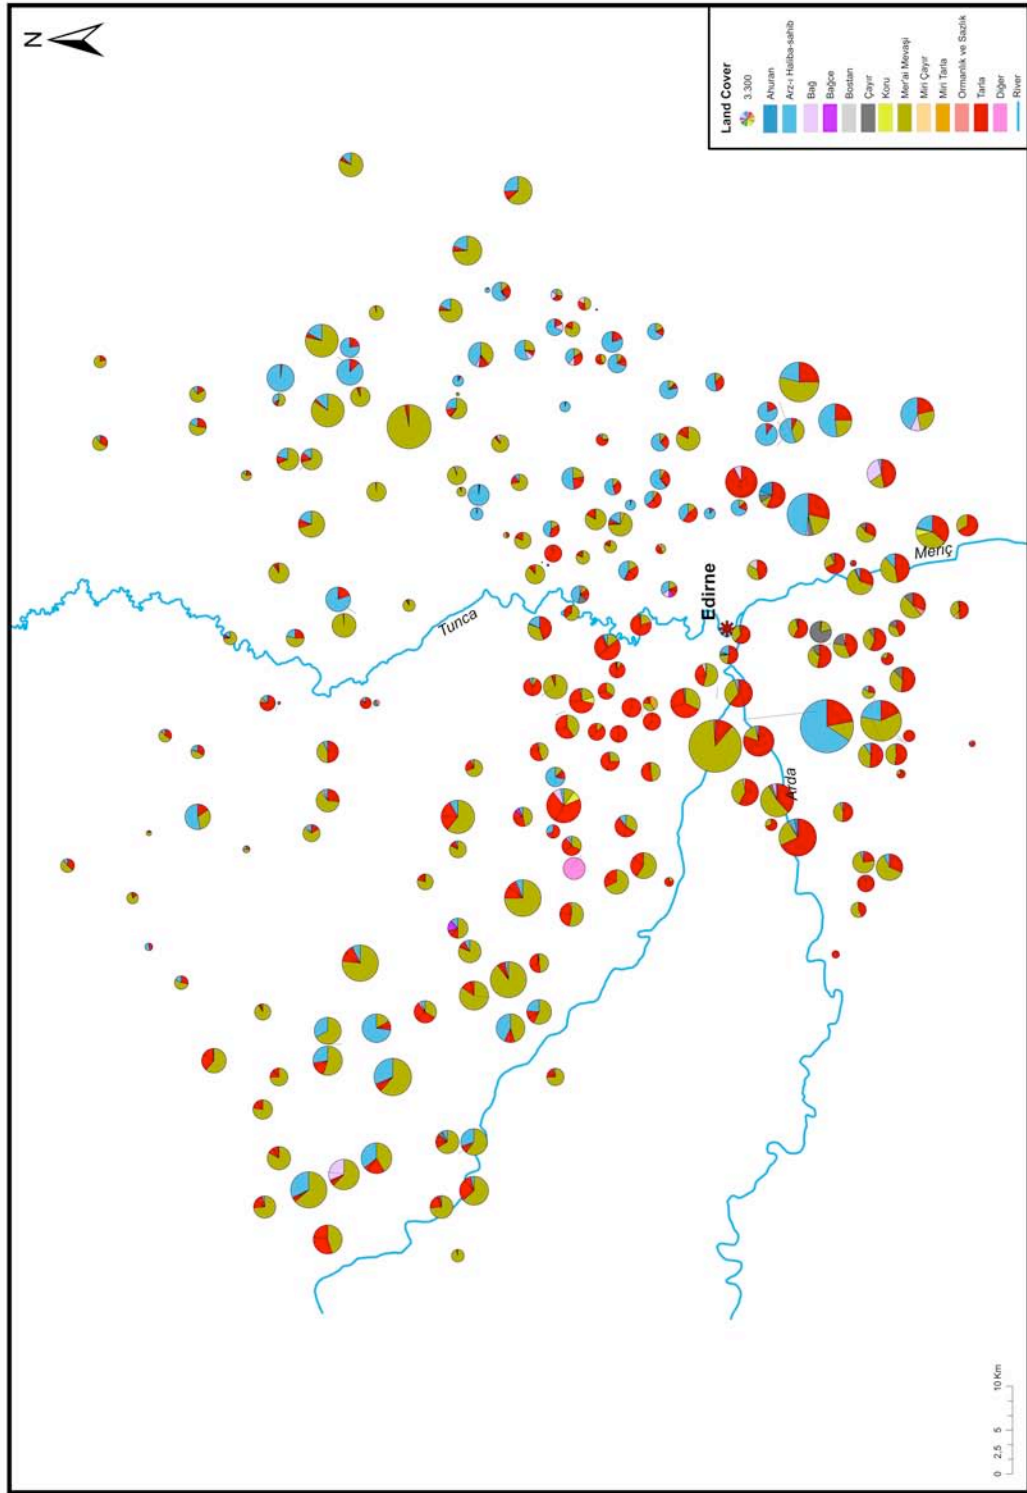 N
Land Cover
3.300
Ahuran
Arz-ı Haliba-sahib
Bağ
Bağçe
Bostan
Çayır
Koru
Mer'ai Mevaşi
Miri Çayır
Miri Tarla
Ormanlık ve Sazlık
Tarla
Diğer
River
Tunca
Edirne
Meriç
Arda
0 2,5 5 10 Km